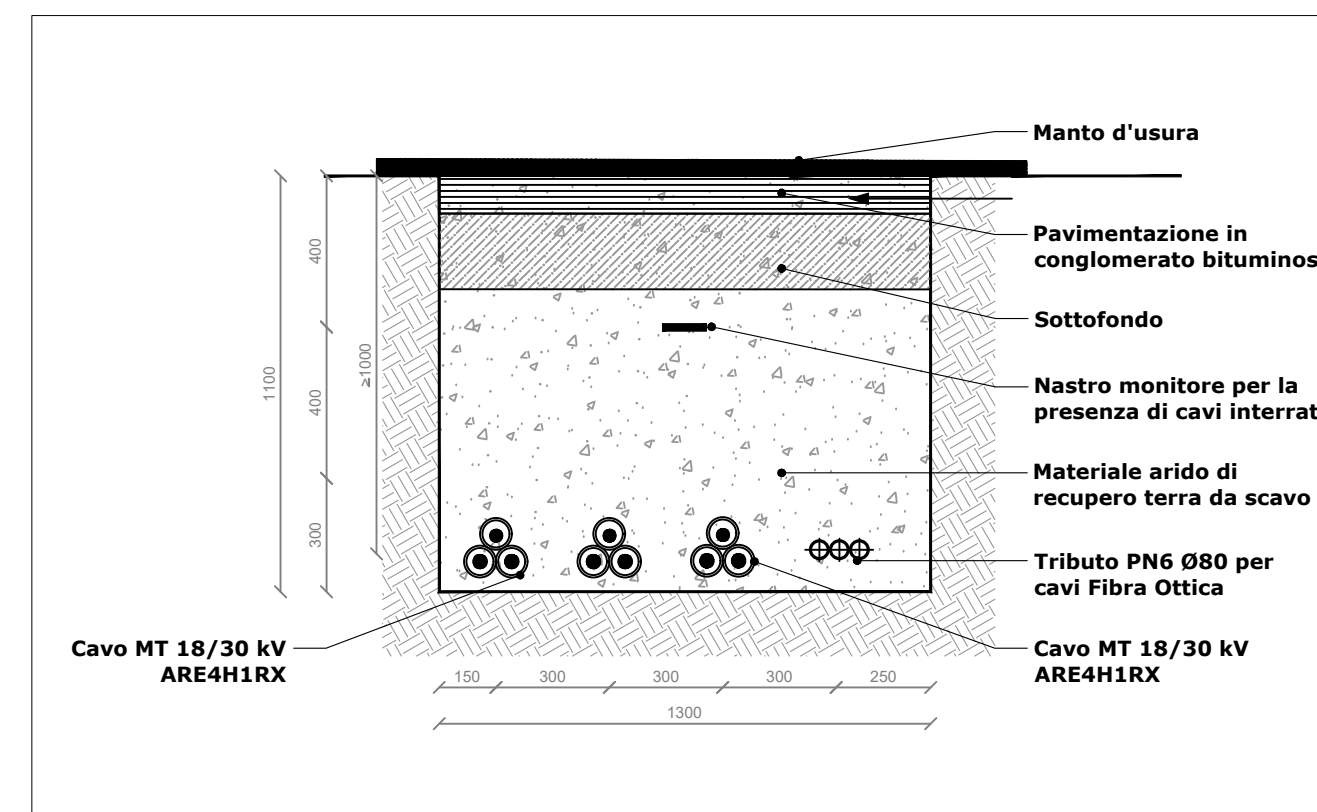 Manto d'usura
Pavimentazione in
conglomerato bituminos
Sottofondo
Nastro monitore per la
presenza di cavi interrat
Materiale arido di
recupero terra da scavo
Tributo PN6 Ø80 per
cavi Fibra Ottica
Cavo MT 18/30 kV
ARE4H1RX
Cavo MT 18/30 kV
ARE4H1RX
400
400
300
1100
≥1000
150 300 300 300 250
1300